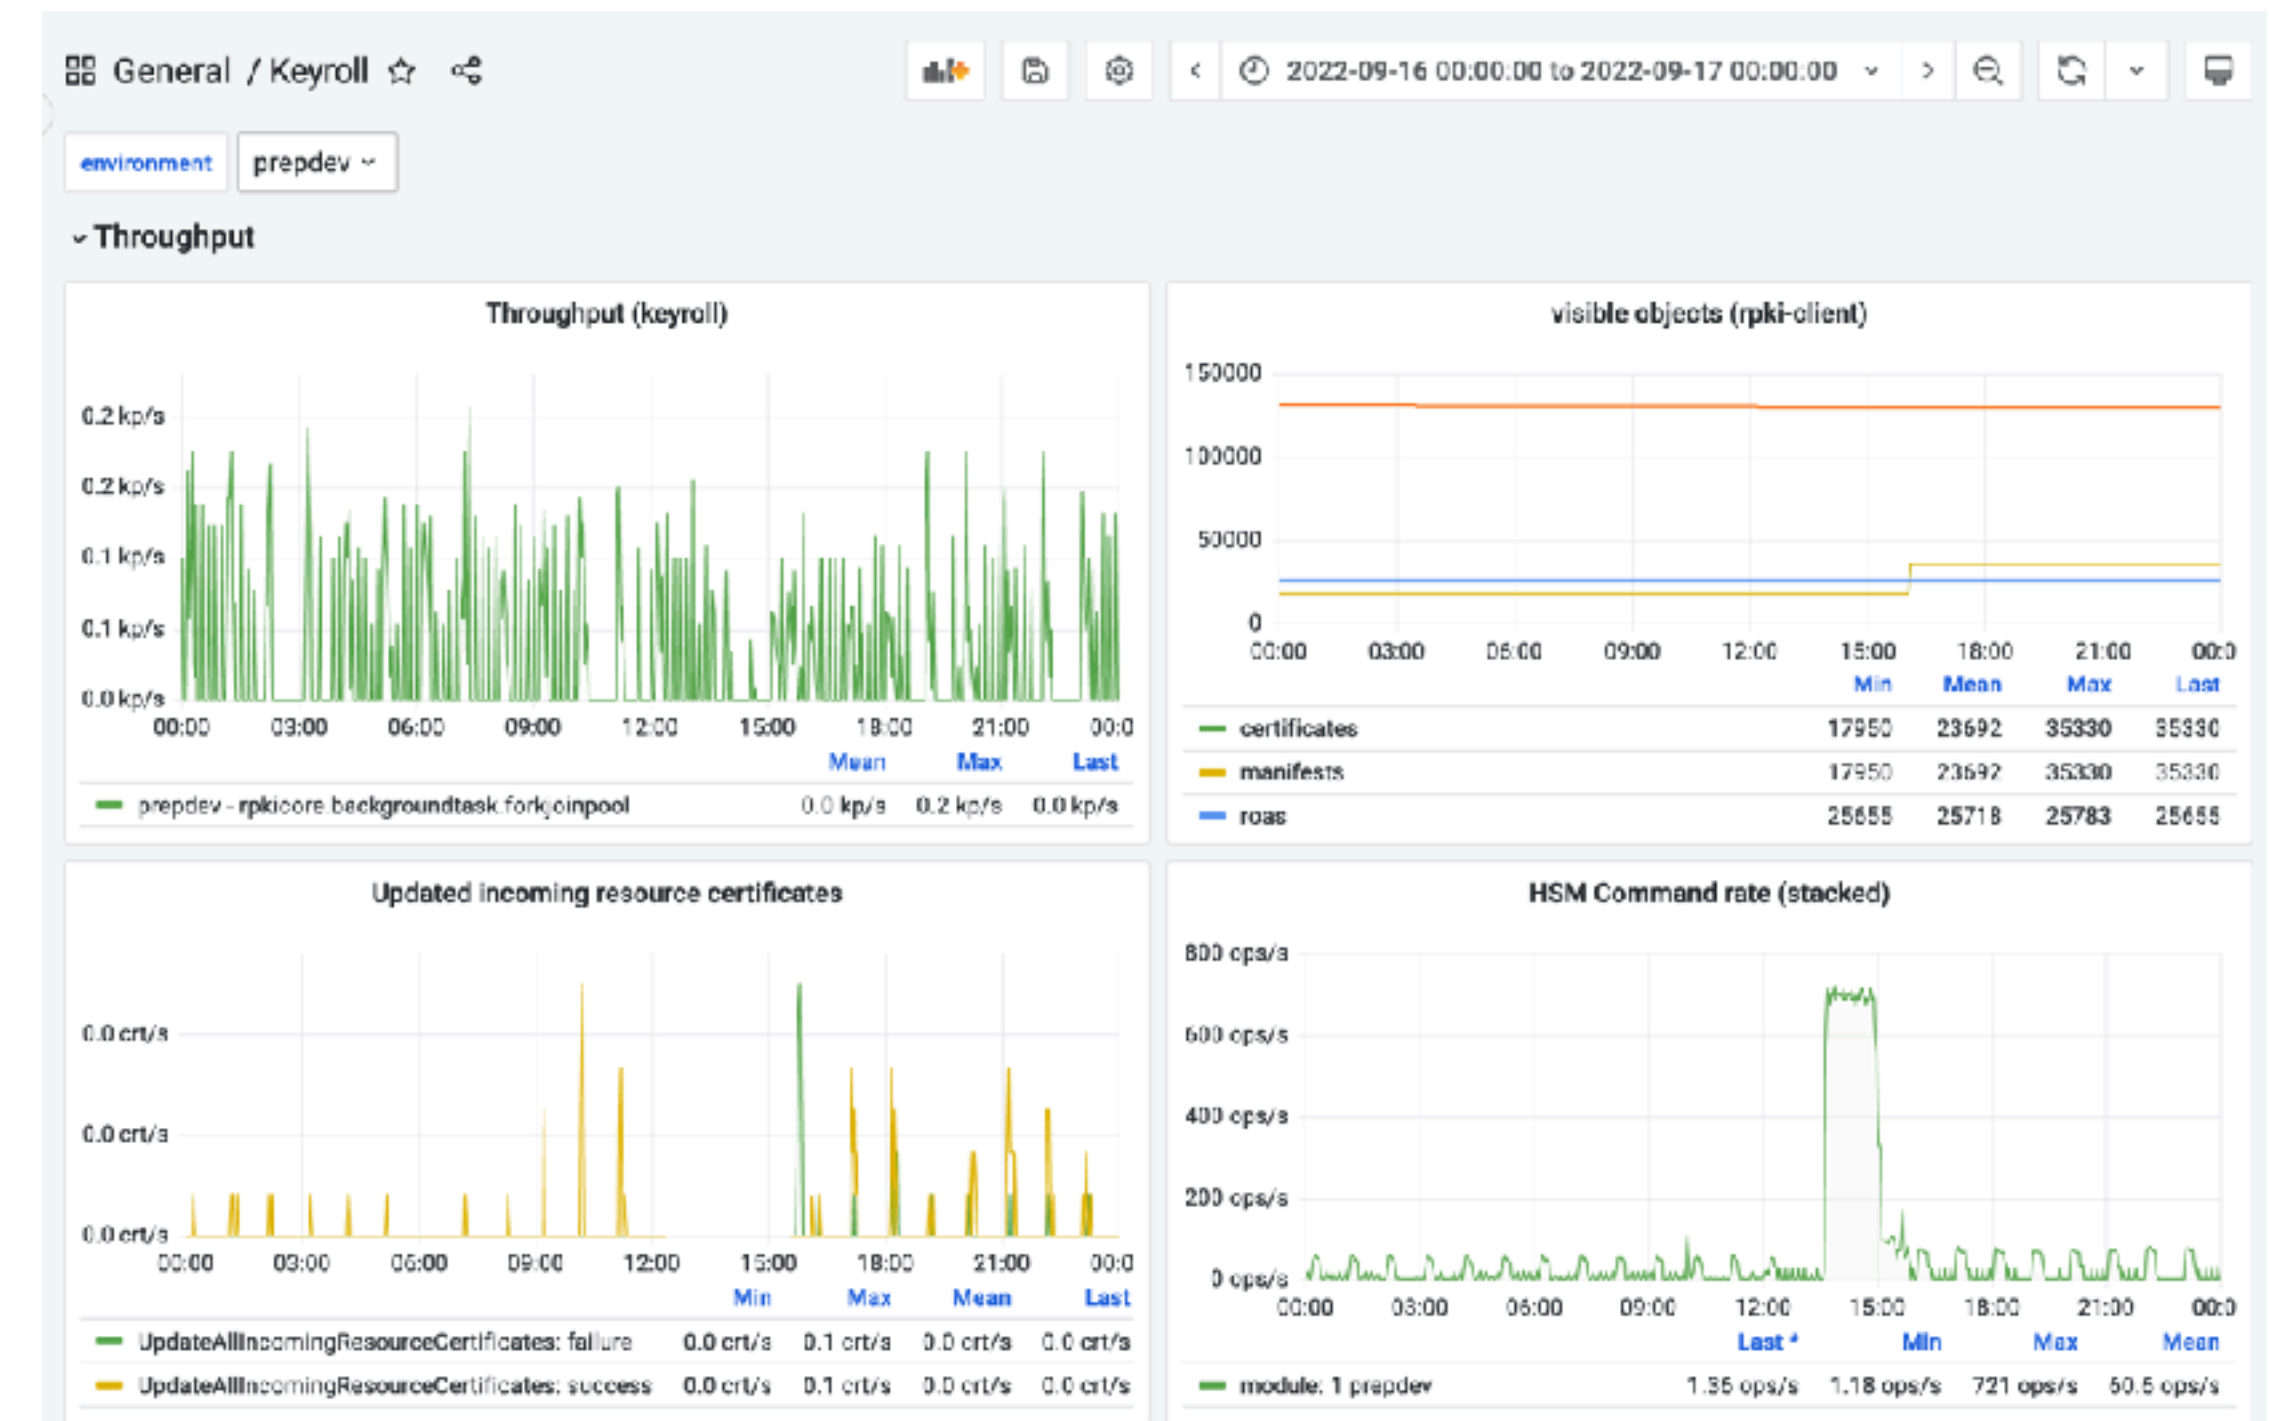 General / Keyroll
2022-09-16 00:00:00 to 2022-09-17 00:00:00
environment
prepdev
Throughput
Throughput (keyroll)
0.2 kp/s
0.2 kp/s
0.1 kp/s
0.1 kp/s
0.0 kp/s
00:00 03:00 06:00 09:00 12:00 15:00 18:00 21:00 00:0
Mean Max Last
prepdev - rpkicore.backgroundtask.forkjoinpool 0.0 kp/s 0.2 kp/s 0.0 kp/s
visible objects (rpki-client)
150000
100000
50000
0
00:00 03:00 06:00 09:00 12:00 15:00 18:00 21:00 00:0
Min Mean Max Last
certificates 17950 23692 35330 35330
manifests 17950 23692 35330 35330
roas 25655 25718 25783 25655
Updated incoming resource certificates
0.0 crt/s
0.0 crt/s
0.0 crt/s
00:00 03:00 06:00 09:00 12:00 15:00 18:00 21:00 00:0
Min Max Mean Last
UpdateAllIncomingResourceCertificates: failure 0.0 crt/s 0.1 crt/s 0.0 crt/s 0.0 crt/s
UpdateAllIncomingResourceCertificates: success 0.0 crt/s 0.1 crt/s 0.0 crt/s 0.0 crt/s
HSM Command rate (stacked)
800 ops/s
600 ops/s
400 ops/s
200 ops/s
0 ops/s
00:00 03:00 06:00 09:00 12:00 15:00 18:00 21:00 00:0
Last * Min Max Mean
module: 1 prepdev 1.35 ops/s 1.18 ops/s 721 ops/s 60.5 ops/s